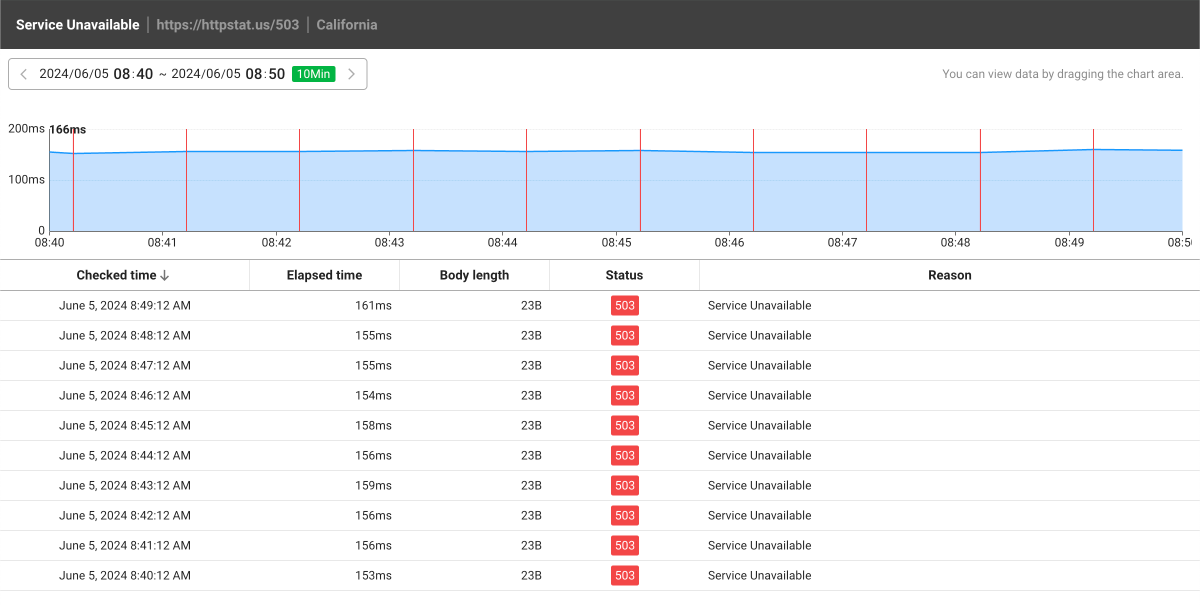 Service Unavailable | https://httpstat.us/503 | California
2024/06/05 08:40 ~ 2024/06/05 08:50 10Min
You can view data by dragging the chart area.
200ms 166ms
100ms
0
08:40 08:41 08:42 08:43 08:44 08:45 08:46 08:47 08:48 08:49 08:5
Checked time ↓ Elapsed time Body length Status Reason
June 5, 2024 8:49:12 AM 161ms 23B 503 Service Unavailable
June 5, 2024 8:48:12 AM 155ms 23B 503 Service Unavailable
June 5, 2024 8:47:12 AM 155ms 23B 503 Service Unavailable
June 5, 2024 8:46:12 AM 154ms 23B 503 Service Unavailable
June 5, 2024 8:45:12 AM 158ms 23B 503 Service Unavailable
June 5, 2024 8:44:12 AM 156ms 23B 503 Service Unavailable
June 5, 2024 8:43:12 AM 159ms 23B 503 Service Unavailable
June 5, 2024 8:42:12 AM 156ms 23B 503 Service Unavailable
June 5, 2024 8:41:12 AM 156ms 23B 503 Service Unavailable
June 5, 2024 8:40:12 AM 153ms 23B 503 Service Unavailable